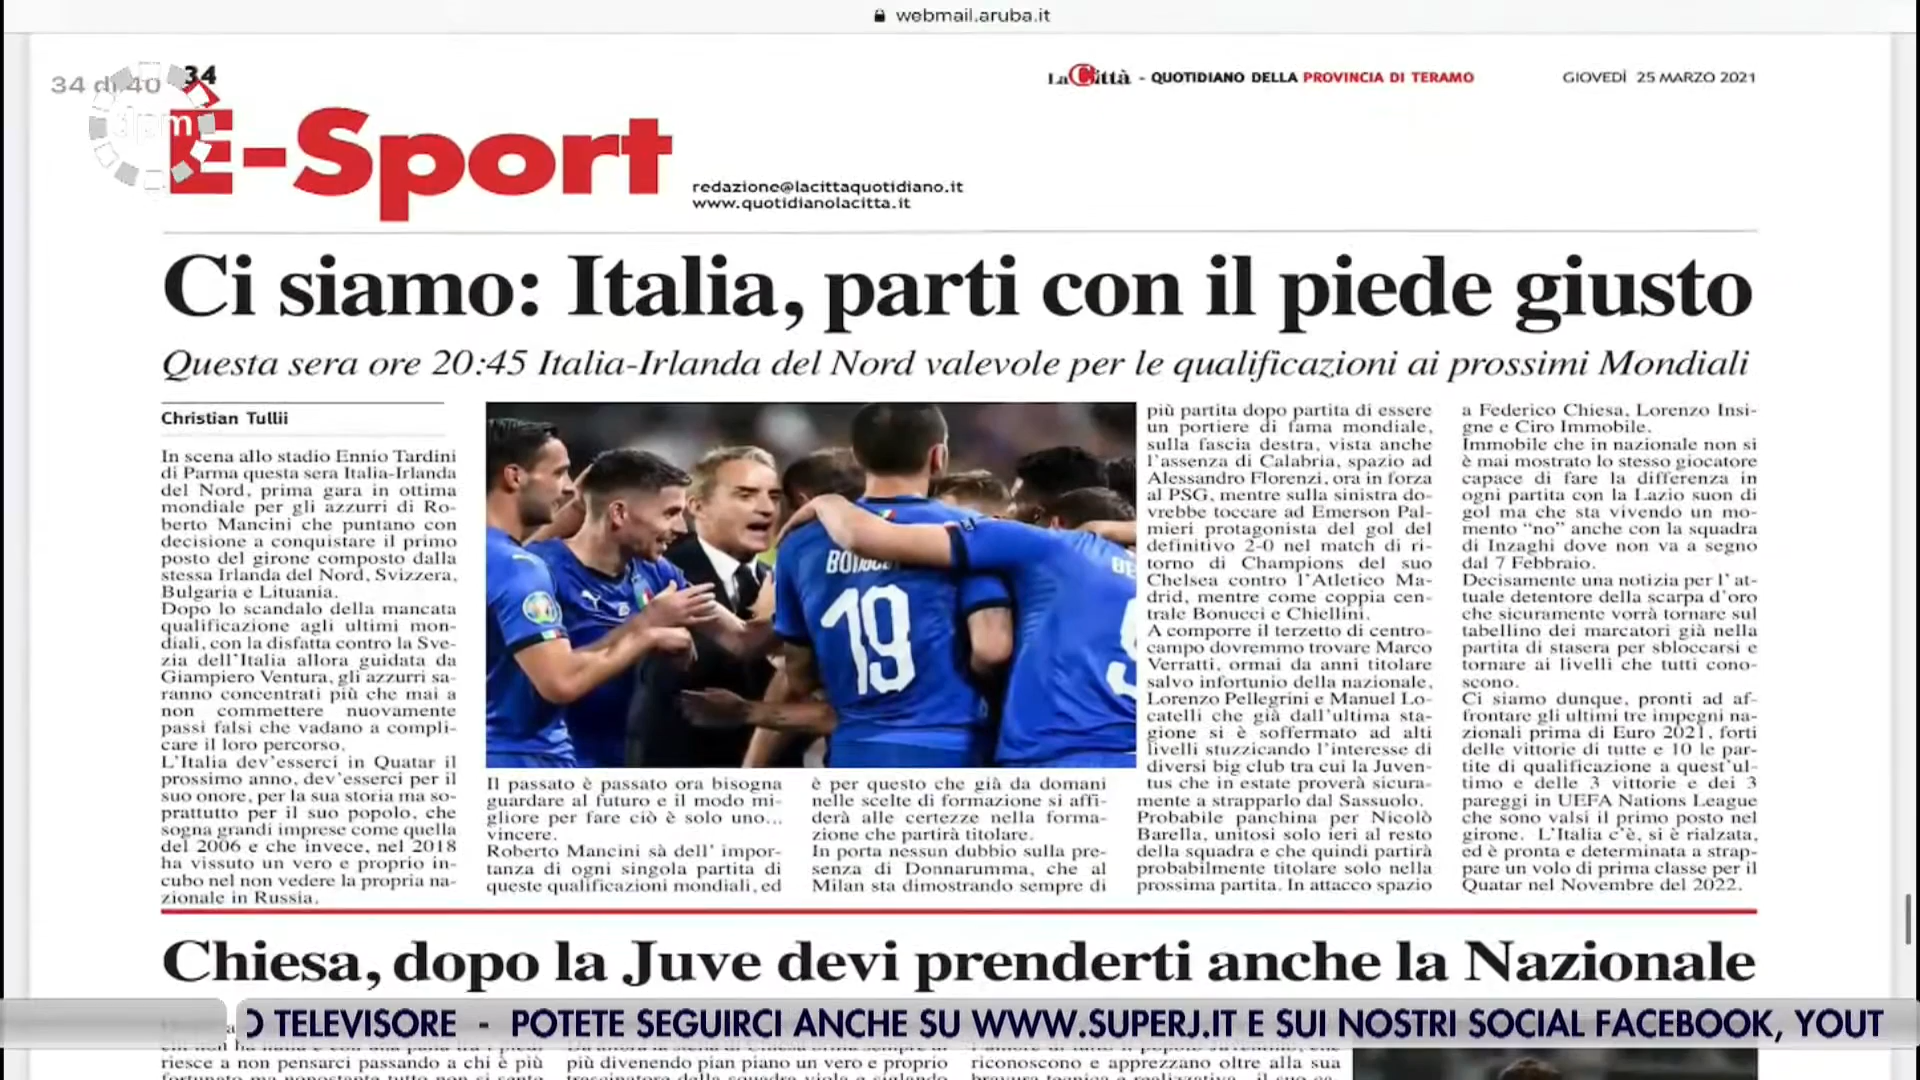 webmail.aruba.it
34 di 40
34
La Città - QUOTIDIANO DELLA PROVINCIA DI TERAMO
GIOVEDÌ 25 MARZO 2021
E-Sport
redazione@lacittaquotidiano.it
www.quotidianolacitta.it
Ci siamo: Italia, parti con il piede giusto
Questa sera ore 20:45 Italia-Irlanda del Nord valevole per le qualificazioni ai prossimi Mondiali
Christian Tullii
In scena allo stadio Ennio Tardini
di Parma questa sera Italia-Irlanda
del Nord, prima gara in ottima
mondiale per gli azzurri di Ro-
berto Mancini che puntano con
decisione a conquistare il primo
posto del girone composto dalla
stessa Irlanda del Nord, Svizzera,
Bulgaria e Lituania.
Dopo lo scandalo della mancata
qualificazione agli ultimi mon-
diali, con la disfatta contro la Sve-
zia dell'Italia allora guidata da
Giampiero Ventura, gli azzurri sa-
ranno concentrati più che mai a
non commettere nuovamente
passi falsi che vadano a compli-
care il loro percorso.
L'Italia dev'esserci in Quatar il
prossimo anno, dev'esserci per il
suo onore, per la sua storia ma so-
prattutto per il suo popolo, che
sogna grandi imprese come quella
del 2006 e che invece, nel 2018
ha vissuto un vero e proprio in-
cubo nel non vedere la propria na-
zionale in Russia.
19
Il passato è passato ora bisogna
guardare al futuro e il modo mi-
gliore per fare ciò è solo uno...
vincere.
Roberto Mancini sà dell' impor-
tanza di ogni singola partita di
queste qualificazioni mondiali, ed
è per questo che già da domani
nelle scelte di formazione si affi-
derà alle certezze nella forma-
zione che partirà titolare.
In porta nessun dubbio sulla pre-
senza di Donnarumma, che al
Milan sta dimostrando sempre di
più partita dopo partita di essere
un portiere di fama mondiale,
sulla fascia destra, vista anche
l'assenza di Calabria, spazio ad
Alessandro Florenzi, ora in forza
al PSG, mentre sulla sinistra do-
vrebbe toccare ad Emerson Pal-
mieri protagonista del gol del
definitivo 2-0 nel match di ri-
torno di Champions del suo
Chelsea contro l'Atletico Ma-
drid, mentre come coppia cen-
trale Bonucci e Chiellini.
A comporre il terzetto di centro-
campo dovremmo trovare Marco
Verratti, ormai da anni titolare
salvo infortunio della nazionale,
Lorenzo Pellegrini e Manuel Lo-
catelli che già dall'ultima sta-
gione si è soffermato ad alti
livelli stuzzicando l'interesse di
diversi big club tra cui la Juven-
tus che in estate proverà sicura-
mente a strapparlo dal Sassuolo.
Probabile panchina per Nicolò
Barella, unitosi solo ieri al resto
della squadra e che quindi partirà
probabilmente titolare solo nella
prossima partita. In attacco spazio
a Federico Chiesa, Lorenzo Insi-
gne e Ciro Immobile.
Immobile che in nazionale non si
è mai mostrato lo stesso giocatore
capace di fare la differenza in
ogni partita con la Lazio suon di
gol ma che sta vivendo un mo-
mento "no" anche con la squadra
di Inzaghi dove non va a segno
dal 7 Febbraio.
Decisamente una notizia per l' at-
tuale detentore della scarpa d'oro
che sicuramente vorrà tornare sul
tabellino dei marcatori già nella
partita di stasera per sbloccarsi e
tornare ai livelli che tutti cono-
scono.
Ci siamo dunque, pronti ad af-
frontare gli ultimi tre impegni na-
zionali prima di Euro 2021, forti
delle vittorie di tutte e 10 le par-
tite di qualificazione a quest'ul-
timo e delle 3 vittorie e dei 3
pareggi in UEFA Nations League
che sono valsi il primo posto nel
girone. L'Italia c'è, si è rialzata,
ed è pronta e determinata a strap-
pare un volo di prima classe per il
Quatar nel Novembre del 2022.
Chiesa, dopo la Juve devi prenderti anche la Nazionale
O TELEVISORE - POTETE SEGUIRCI ANCHE SU WWW.SUPERJ.IT E SUI NOSTRI SOCIAL FACEBOOK, YOUT
riesce a non pensarci passando a chi è più
più divenendo pian piano un vero e proprio
riconoscono e apprezzano oltre alla sua